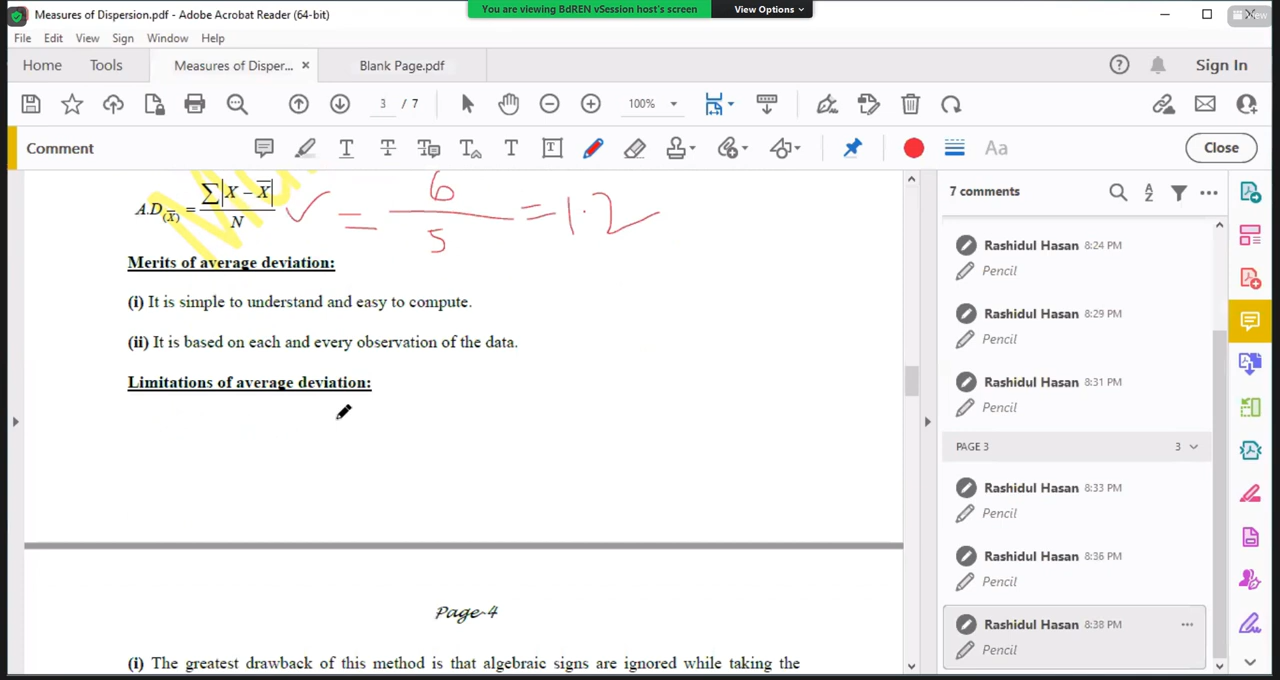 Measures of Dispersion.pdf - Adobe Acrobat Reader (64-bit)
You are viewing BdREN vSession host's screen
View Options
View
File Edit View Sign Window Help
Home Tools Measures of Disper... × Blank Page.pdf Sign In
3 / 7 100%
Comment Close
7 comments
A.D(X̄) = ∑|X − X̄| / N = 6 / 5 = 1.2
Merits of average deviation:
(i) It is simple to understand and easy to compute.
(ii) It is based on each and every observation of the data.
Limitations of average deviation:
Page-4
(i) The greatest drawback of this method is that algebraic signs are ignored while taking the
Rashidul Hasan 8:24 PM
Pencil
Rashidul Hasan 8:29 PM
Pencil
Rashidul Hasan 8:31 PM
Pencil
PAGE 3 3
Rashidul Hasan 8:33 PM
Pencil
Rashidul Hasan 8:36 PM
Pencil
Rashidul Hasan 8:38 PM
Pencil